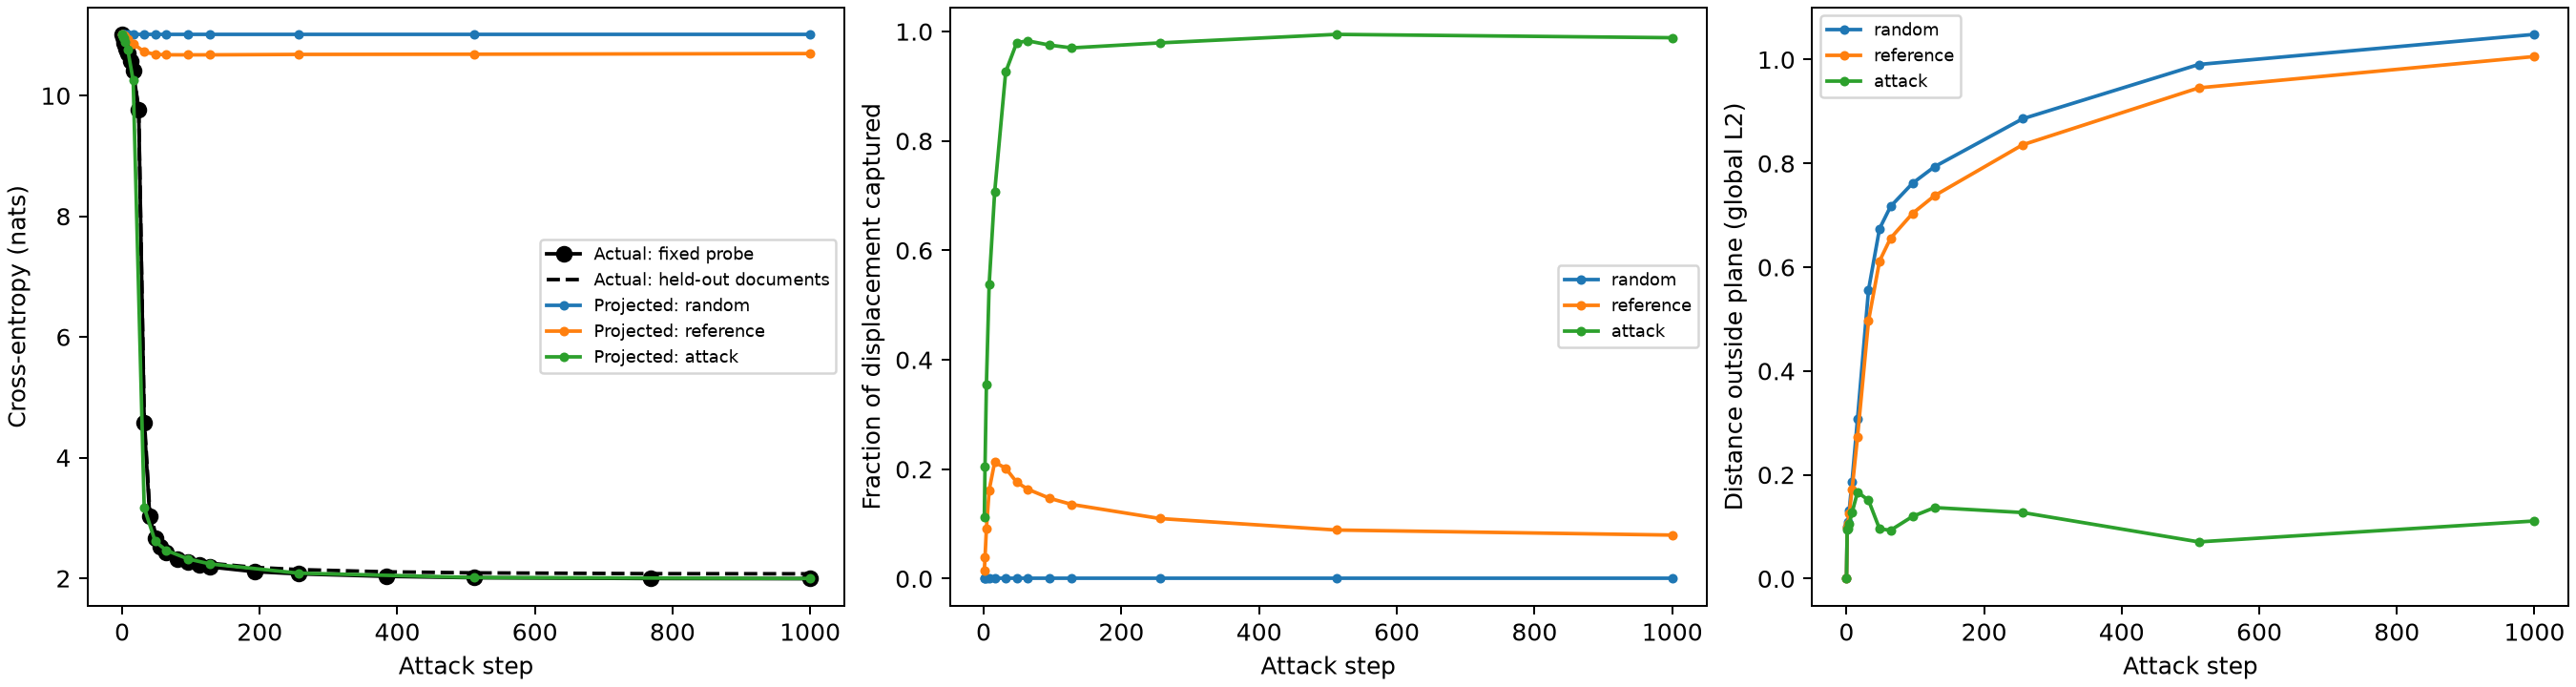 Cross-entropy (nats)
10
8
6
4
2
0
200
400
600
800
1000
Attack step
Actual: fixed probe
Actual: held-out documents
Projected: random
Projected: reference
Projected: attack
Fraction of displacement captured
1.0
0.8
0.6
0.4
0.2
0.0
0
200
400
600
800
1000
Attack step
random
reference
attack
Distance outside plane (global L2)
1.0
0.8
0.6
0.4
0.2
0.0
0
200
400
600
800
1000
Attack step
random
reference
attack